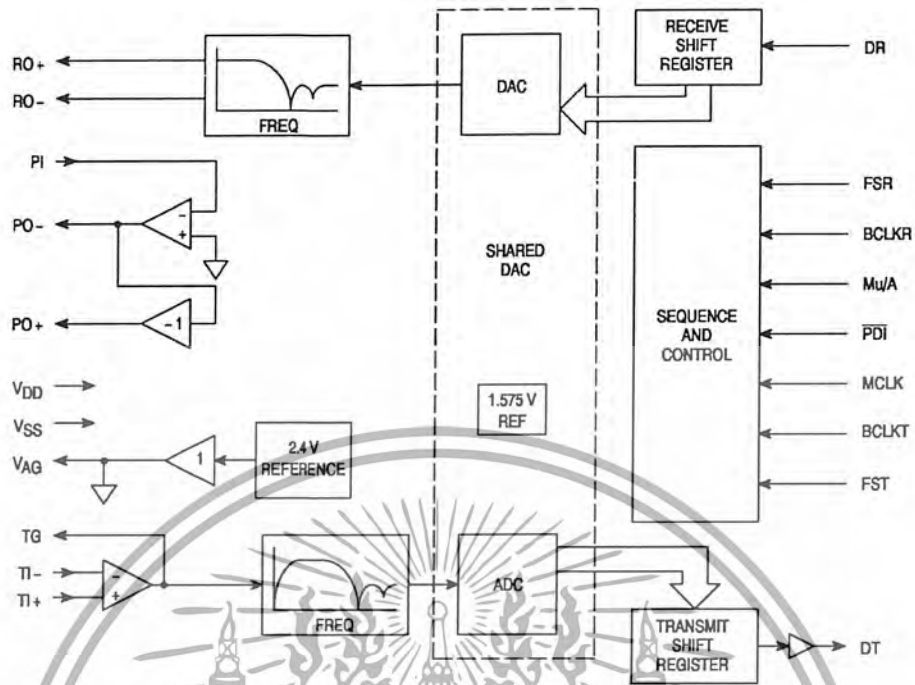 RO+
RO-
FREQ
DAC
RECEIVE
SHIFT
REGISTER
DR
PI
PO-
-
+
PO+
-1
SHARED
DAC
SEQUENCE
AND
CONTROL
FSR
BCLKR
Mu/A
PDI
MCLK
BCLKT
FST
VDD
VSS
VAG
1
2.4 V
REFERENCE
1.575 V
REF
TG
TI-
TI+
-
+
FREQ
ADC
TRANSMIT
SHIFT
REGISTER
DT